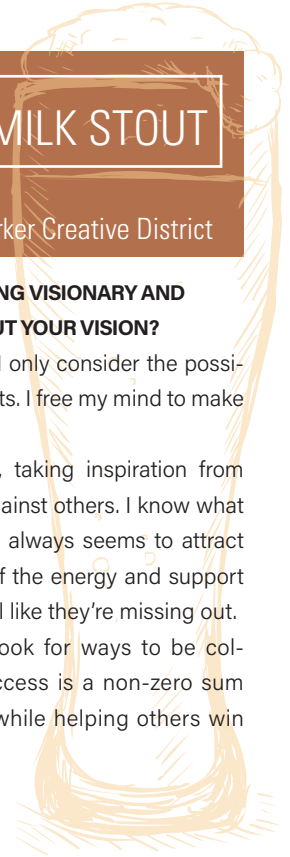 MILK STOUT
rker Creative District
NG VISIONARY AND
UT YOUR VISION?
I only consider the possi-
ts. I free my mind to make
, taking inspiration from
ainst others. I know what
always seems to attract
f the energy and support
l like they're missing out.
ook for ways to be col-
ccess is a non-zero sum
while helping others win